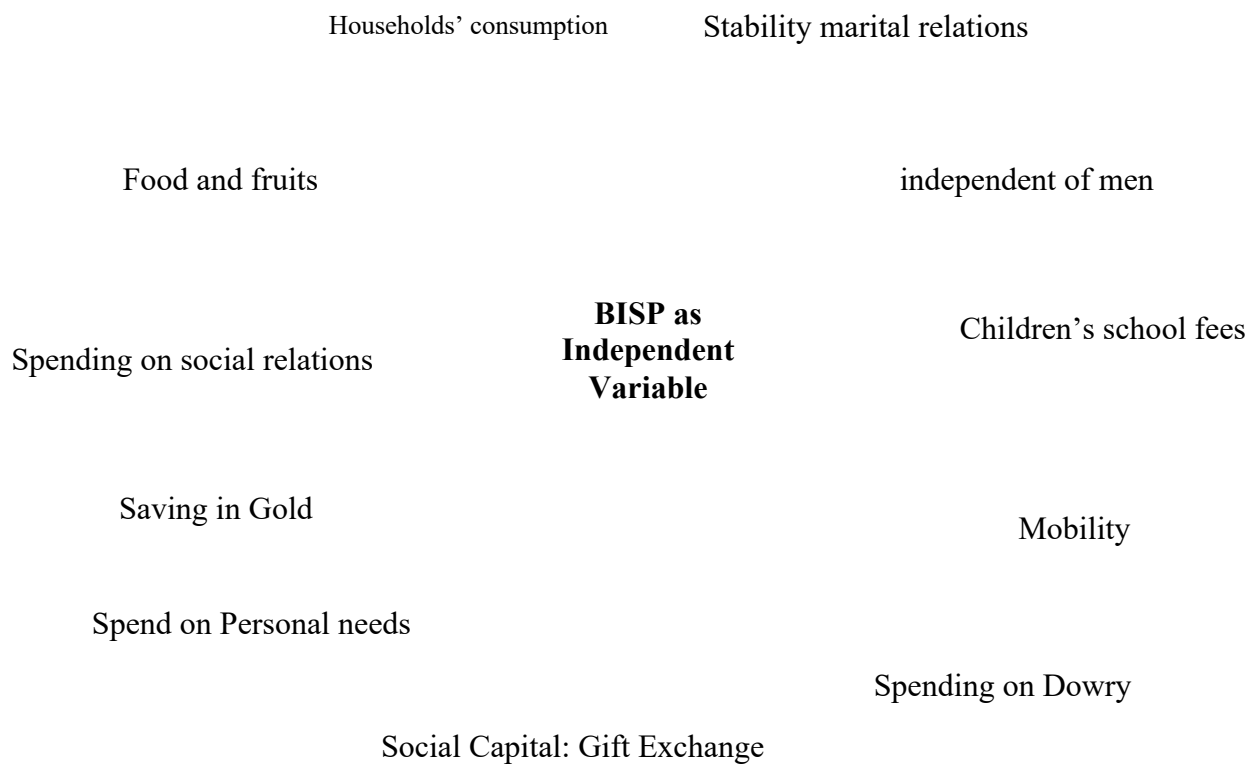 Households’ consumption
Stability marital relations
Food and fruits
independent of men
BISP as
Independent
Variable
Children’s school fees
Spending on social relations
Saving in Gold
Mobility
Spend on Personal needs
Spending on Dowry
Social Capital: Gift Exchange